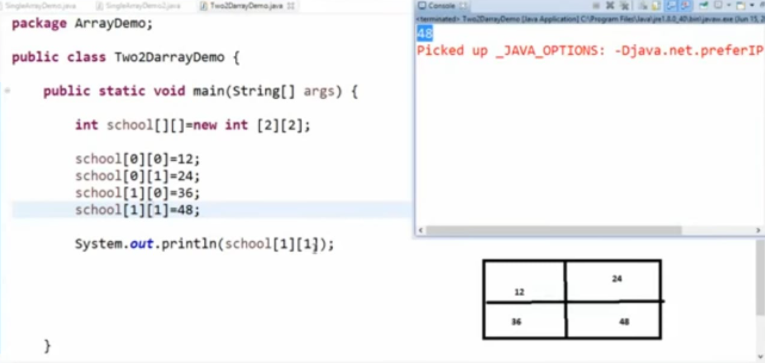 SingleArrayDemo.java SingleArrayDemo2.java Two2DarrayDemo.java
package ArrayDemo;
public class Two2DarrayDemo {
public static void main(String[] args) {
int school[][]=new int [2][2];
school[0][0]=12;
school[0][1]=24;
school[1][0]=36;
school[1][1]=48;
System.out.println(school[1][1]);
}
Console
<terminated> Two2DarrayDemo [Java Application] C:\Program Files\Java\jre1.8.0_40\bin\javaw.exe (Jun 15, 2
48
Picked up _JAVA_OPTIONS: -Djava.net.preferIP
12 24
36 48